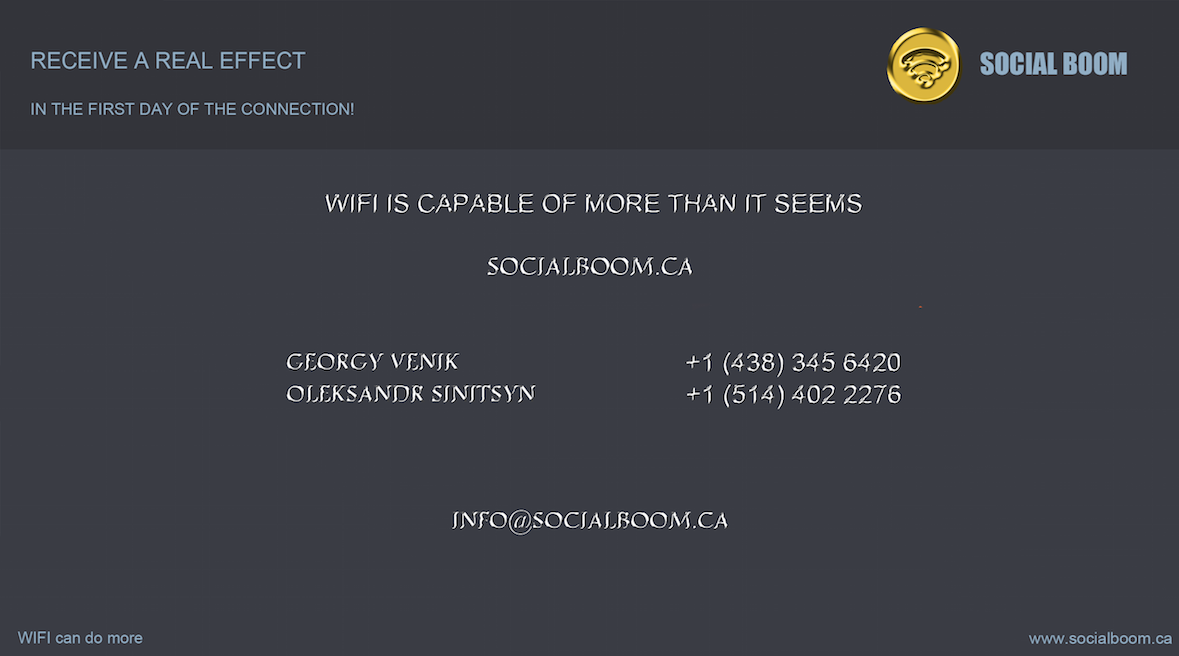 RECEIVE A REAL EFFECT
SOCIAL BOOM
IN THE FIRST DAY OF THE CONNECTION!
WIFI IS CAPABLE OF MORE THAN IT SEEMS
SOCIALBOOM.CA
GEORGY VENIK +1 (438) 345 6420
OLEKSANDR SINITSYN +1 (514) 402 2276
INFO@SOCIALBOOM.CA
WIFI can do more www.socialboom.ca